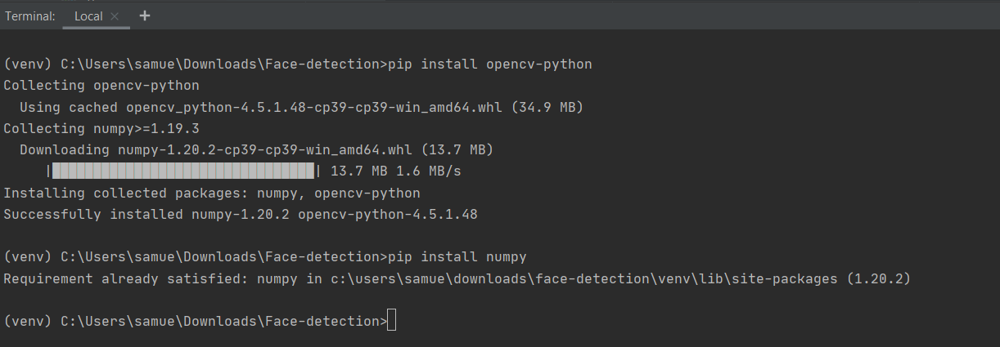 Terminal: Local × +
(venv) C:\Users\samue\Downloads\Face-detection>pip install opencv-python
Collecting opencv-python
  Using cached opencv_python-4.5.1.48-cp39-cp39-win_amd64.whl (34.9 MB)
Collecting numpy>=1.19.3
  Downloading numpy-1.20.2-cp39-cp39-win_amd64.whl (13.7 MB)
     |████████████████████████████████| 13.7 MB 1.6 MB/s
Installing collected packages: numpy, opencv-python
Successfully installed numpy-1.20.2 opencv-python-4.5.1.48
(venv) C:\Users\samue\Downloads\Face-detection>pip install numpy
Requirement already satisfied: numpy in c:\users\samue\downloads\face-detection\venv\lib\site-packages (1.20.2)
(venv) C:\Users\samue\Downloads\Face-detection>